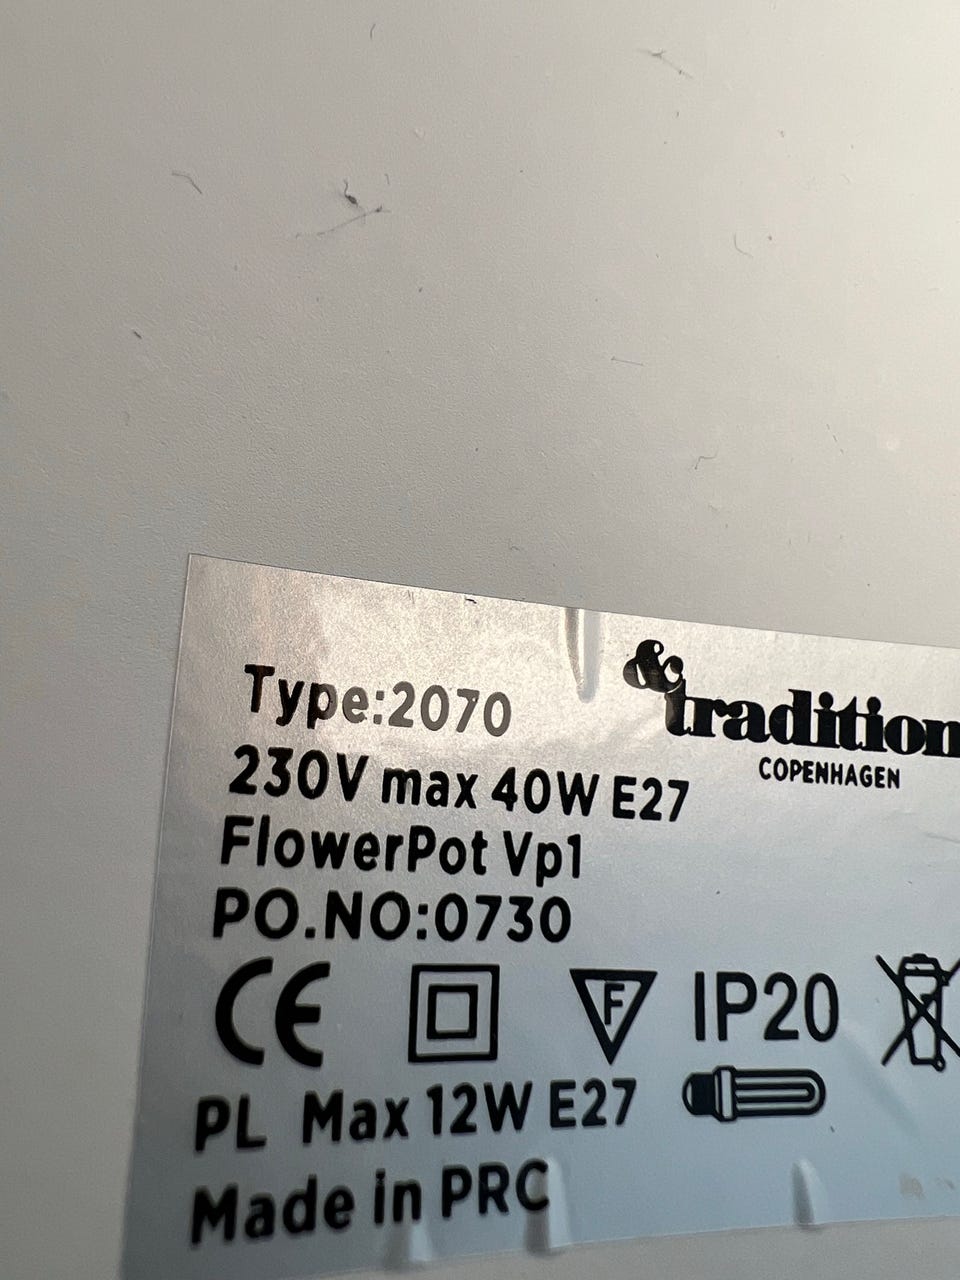 Type:2070
&tradition
COPENHAGEN
230V max 40W E27
FlowerPot Vp1
PO.NO:0730
CE F IP20
PL Max 12W E27
Made in PRC